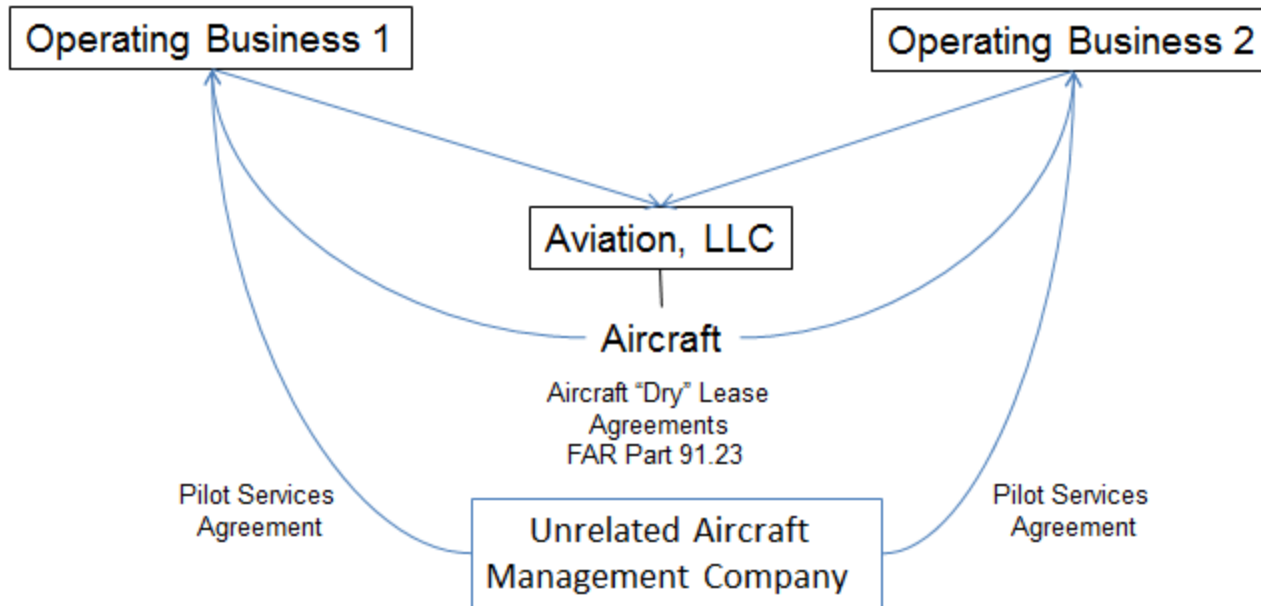 Operating Business 1
Operating Business 2
Aviation, LLC
Aircraft
Aircraft “Dry” Lease
Agreements
FAR Part 91.23
Pilot Services
Agreement
Pilot Services
Agreement
Unrelated Aircraft
Management Company